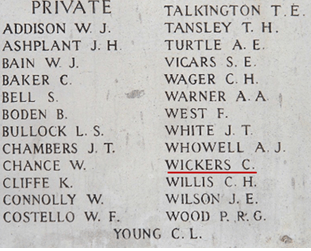 PRIVATE
ADDISON W. J.
ASHPLANT J. H.
BAIN W. J.
BAKER C.
BELL S.
BODEN B.
BULLOCK L. S.
CHAMBERS J. T.
CHANCE W.
CLIFFE K.
CONNOLLY W.
COSTELLO W. F.
TALKINGTON T. E.
TANSLEY T. H.
TURTLE A. E.
VICARS S. E.
WAGER C. H.
WARNER A. A
WEST F.
WHITE J. T.
WHOWELL A. J.
WICKERS C.
WILLIS C. H.
WILSON J. E.
WOOD P. R. G.
YOUNG C. L.